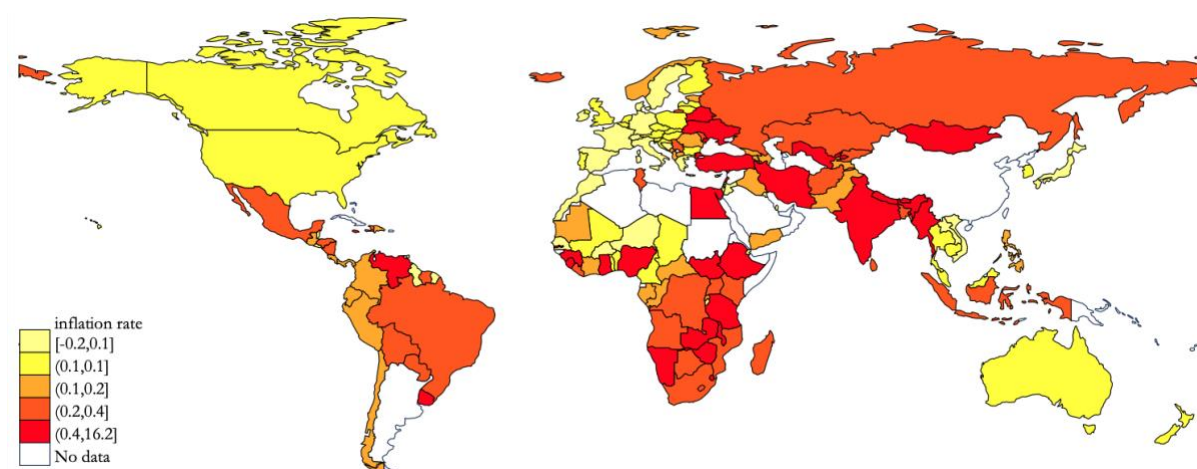 inflation rate
[-0.2,0.1]
(0.1,0.1]
(0.1,0.2]
(0.2,0.4]
(0.4,16.2]
No data